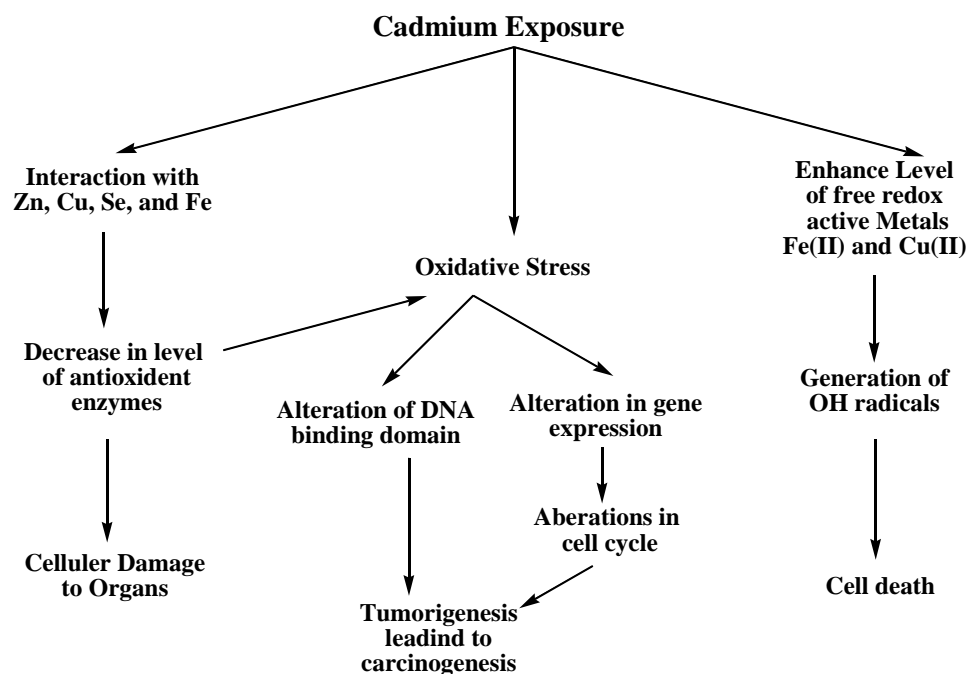 Cadmium Exposure
Interaction with
Zn, Cu, Se, and Fe
Enhance Level
of free redox
active Metals
Fe(II) and Cu(II)
Oxidative Stress
Decrease in level
of antioxident
enzymes
Generation of
OH radicals
Alteration of DNA
binding domain
Alteration in gene
expression
Aberations in
cell cycle
Celluler Damage
to Organs
Cell death
Tumorigenesis
leadind to
carcinogenesis